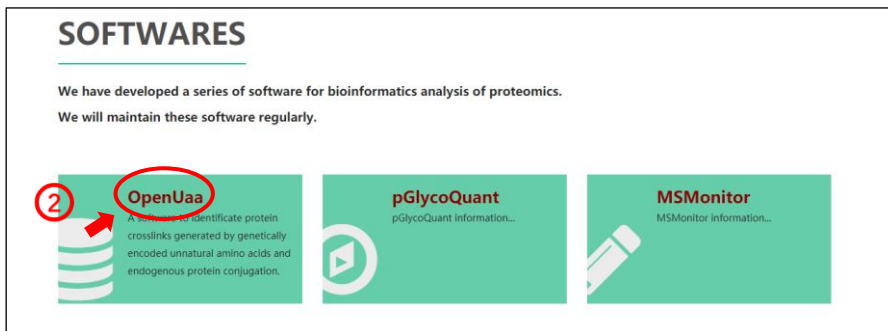 SOFTWARES
We have developed a series of software for bioinformatics analysis of proteomics.
We will maintain these software regularly.
② OpenUaa
A software to identificate protein
crosslinks generated by genetically
encoded unnatural amino acids and
endogenous protein conjugation.
pGlycoQuant
pGlycoQuant information...
MSMonitor
MSMonitor information...